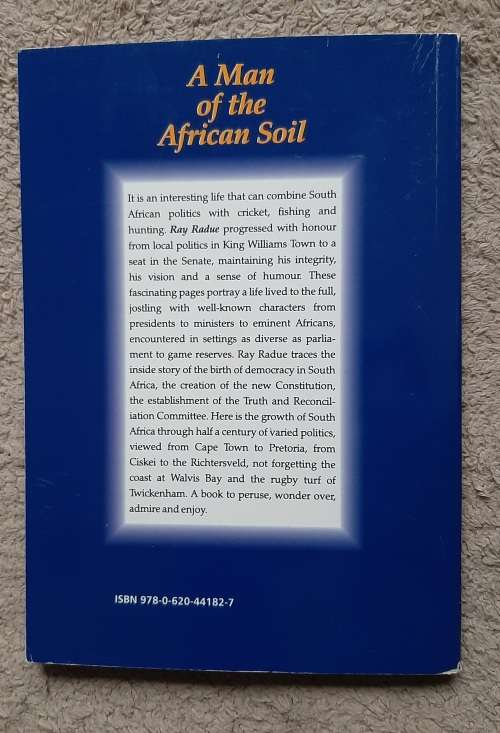 A Man
of the
African Soil
It is an interesting life that can combine South
African politics with cricket, fishing and
hunting. Ray Radue progressed with honour
from local politics in King Williams Town to a
seat in the Senate, maintaining his integrity,
his vision and a sense of humour. These
fascinating pages portray a life lived to the full,
jostling with well-known characters from
presidents to ministers to eminent Africans,
encountered in settings as diverse as parlia-
ment to game reserves. Ray Radue traces the
inside story of the birth of democracy in South
Africa, the creation of the new Constitution,
the establishment of the Truth and Reconcil-
iation Committee. Here is the growth of South
Africa through half a century of varied politics,
viewed from Cape Town to Pretoria, from
Ciskei to the Richtersveld, not forgetting the
coast at Walvis Bay and the rugby turf of
Twickenham. A book to peruse, wonder over,
admire and enjoy.
ISBN 978-0-620-44182-7